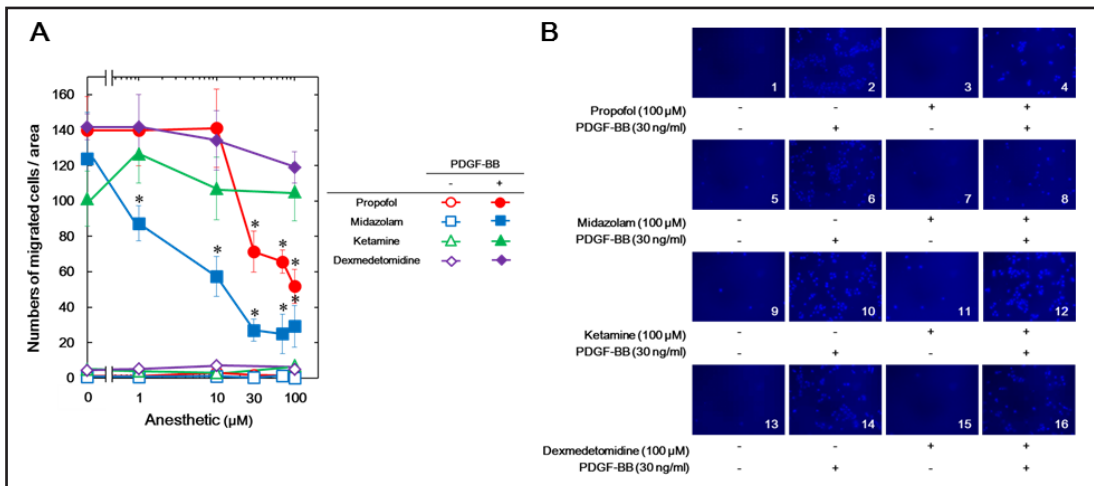 A
160
140
120
100
80
60
40
20
0
Numbers of migrated cells / area
* * * * * * * *
0 1 10 30 100
Anesthetic (µM)
PDGF-BB
- +
Propofol
Midazolam
Ketamine
Dexmedetomidine
B
1 2 3 4
Propofol (100 µM) - - + +
PDGF-BB (30 ng/ml) - + - +
5 6 7 8
Midazolam (100 µM) - - + +
PDGF-BB (30 ng/ml) - + - +
9 10 11 12
Ketamine (100 µM) - - + +
PDGF-BB (30 ng/ml) - + - +
13 14 15 16
Dexmedetomidine (100 µM) - - + +
PDGF-BB (30 ng/ml) - + - +